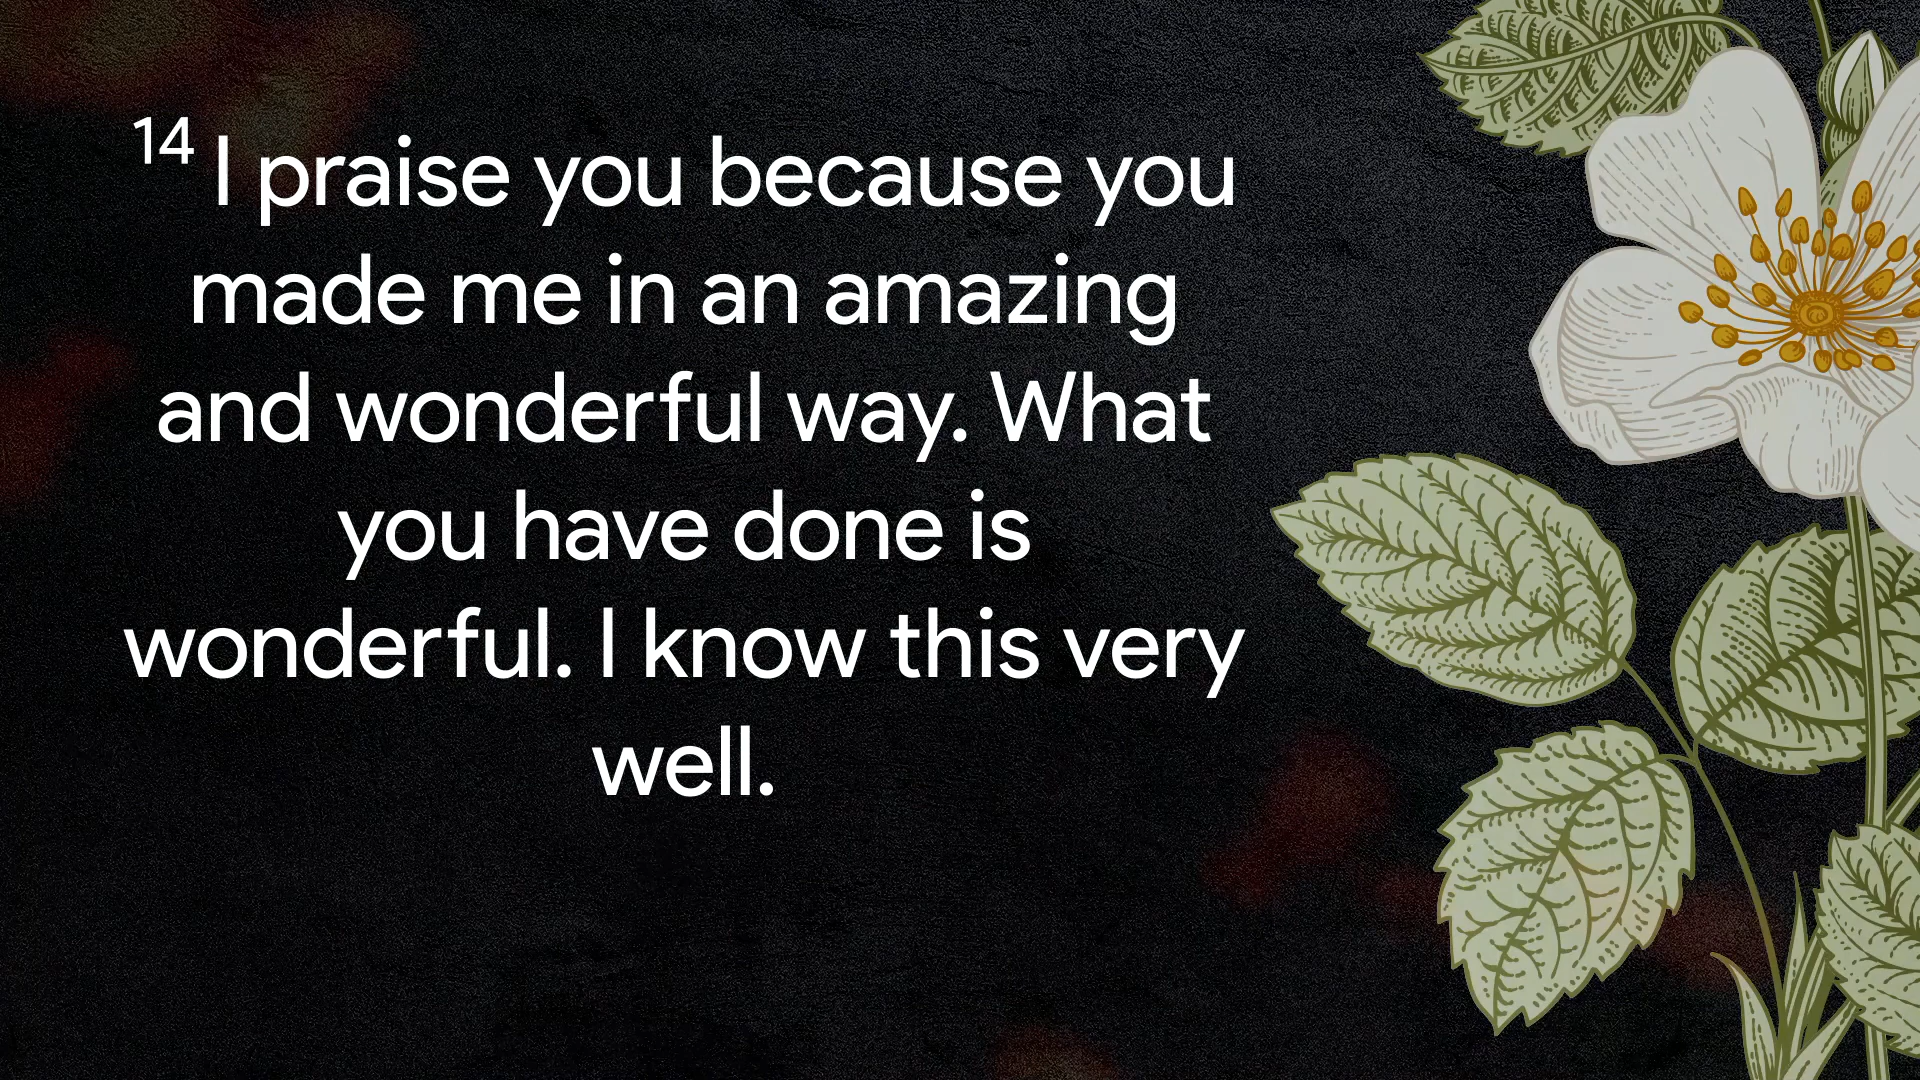 14 I praise you because you
made me in an amazing
and wonderful way. What
you have done is
wonderful. I know this very
well.